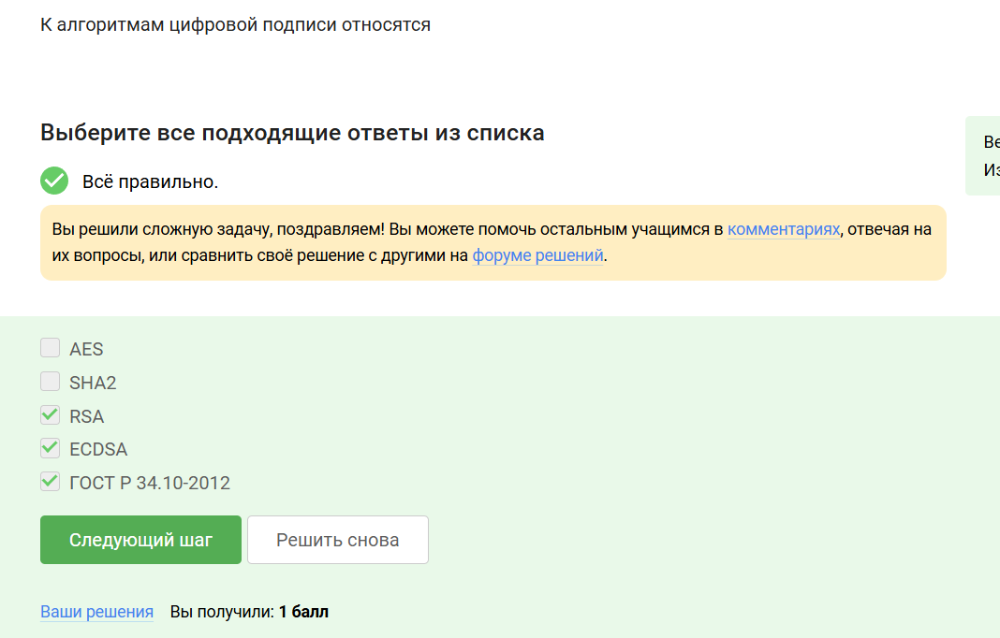 К алгоритмам цифровой подписи относятся
Выберите все подходящие ответы из списка
Всё правильно.
Вы решили сложную задачу, поздравляем! Вы можете помочь остальным учащимся в комментариях, отвечая на
их вопросы, или сравнить своё решение с другими на форуме решений.
AES
SHA2
RSA
ECDSA
ГОСТ Р 34.10-2012
Следующий шаг
Решить снова
Ваши решения Вы получили: 1 балл